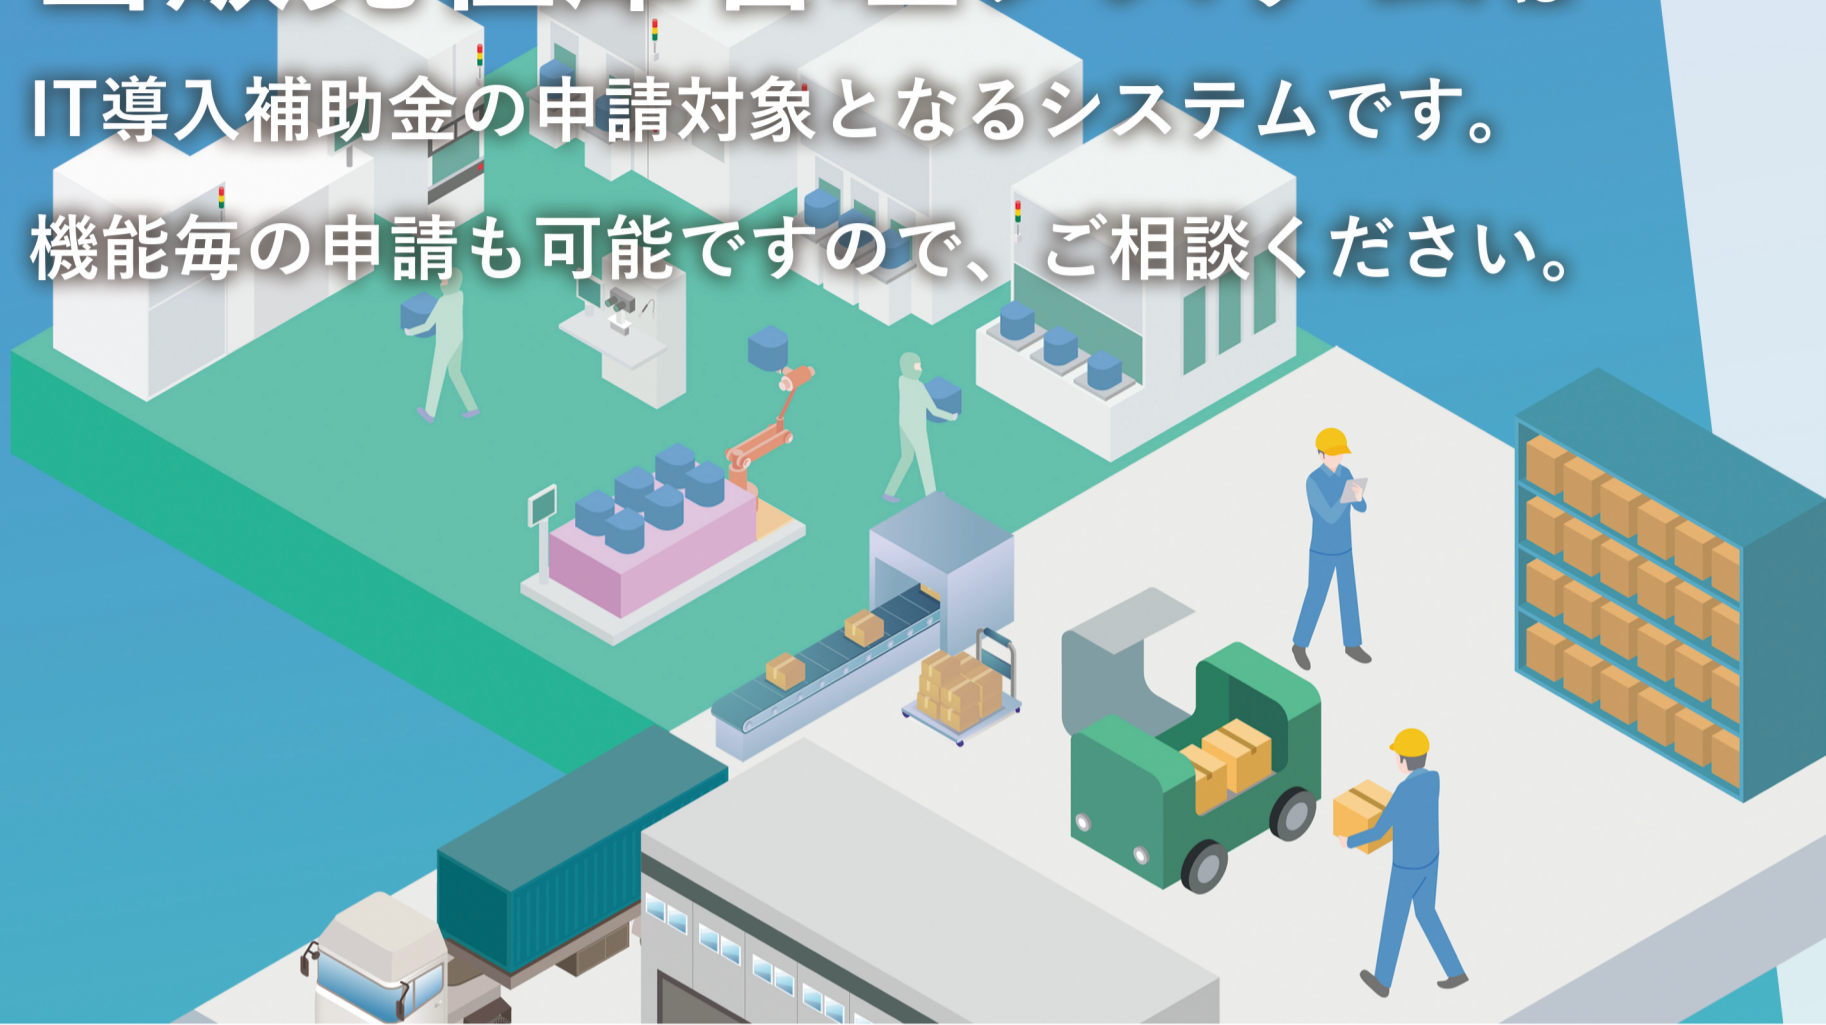 IT導入補助金の申請対象となるシステムです。
機能毎の申請も可能ですので、ご相談ください。